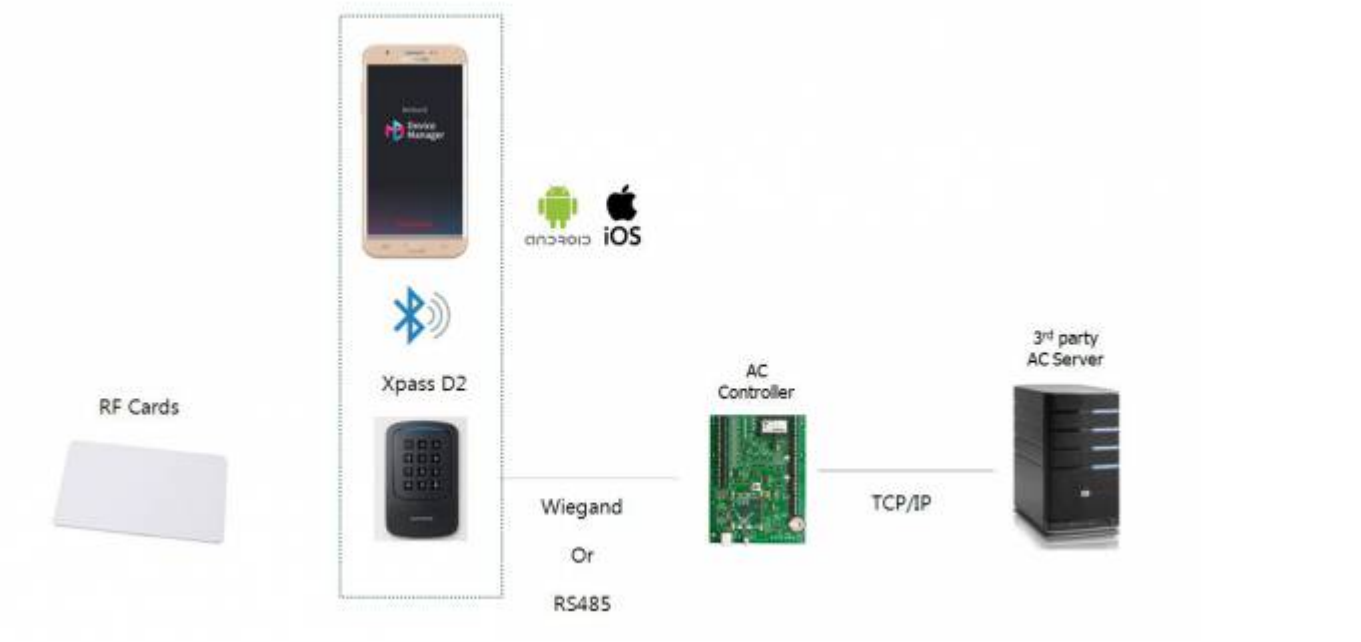 Device
Manager
android
iOS
3rd party
AC Server
Xpass D2
AC
Controller
RF Cards
Wiegand
Or
RS485
TCP/IP